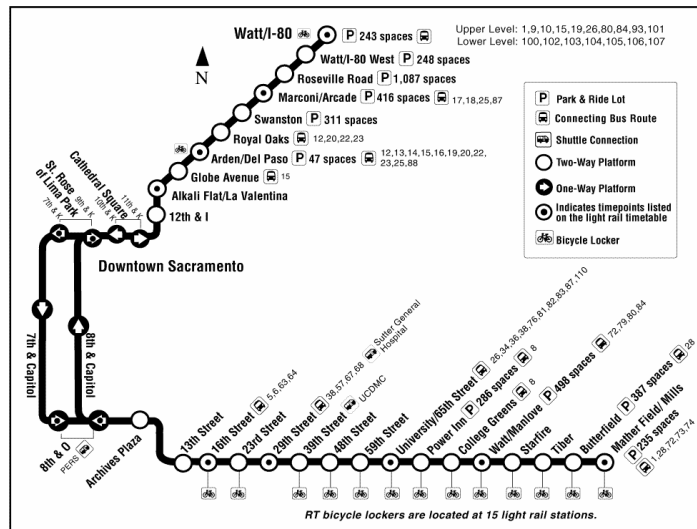 Watt/I-80
P 243 spaces
Upper Level: 1,9,10,15,19,26,80,84,93,101
Lower Level: 100,102,103,104,105,106,107
Watt/I-80 West P 248 spaces
N
Roseville Road P 1,087 spaces
Marconi/Arcade P 416 spaces 17,18,25,87
Swanston P 311 spaces
Royal Oaks 12,20,22,23
Arden/Del Paso P 47 spaces 12,13,14,15,16,19,20,22,
23,25,88
Globe Avenue 15
Alkali Flat/La Valentina
12th & I
P Park & Ride Lot
Connecting Bus Route
Shuttle Connection
Two-Way Platform
One-Way Platform
Indicates timepoints listed
on the light rail timetable
Bicycle Locker
Cathedral Square
11th & K
10th & K
St. Rose
of Lima Park
9th & K
7th & K
Downtown Sacramento
7th & Capitol
8th & Capitol
8th & O
PERS
Archives Plaza
13th Street
16th Street 5,6,63,64
23rd Street
29th Street 38,57,67,68 Sutter General
Hospital
39th Street UCDMC
48th Street
59th Street
University/65th Street 26,34,36,38,76,81,82,83,87,110
Power Inn P 286 spaces 8
College Greens 8
Watt/Manlove P 498 spaces 72,79,80,84
Starfire
Tiber
Butterfield P 387 spaces 28
Mather Field/ Mills
P 235 spaces
1,28,72,73,74
RT bicycle lockers are located at 15 light rail stations.